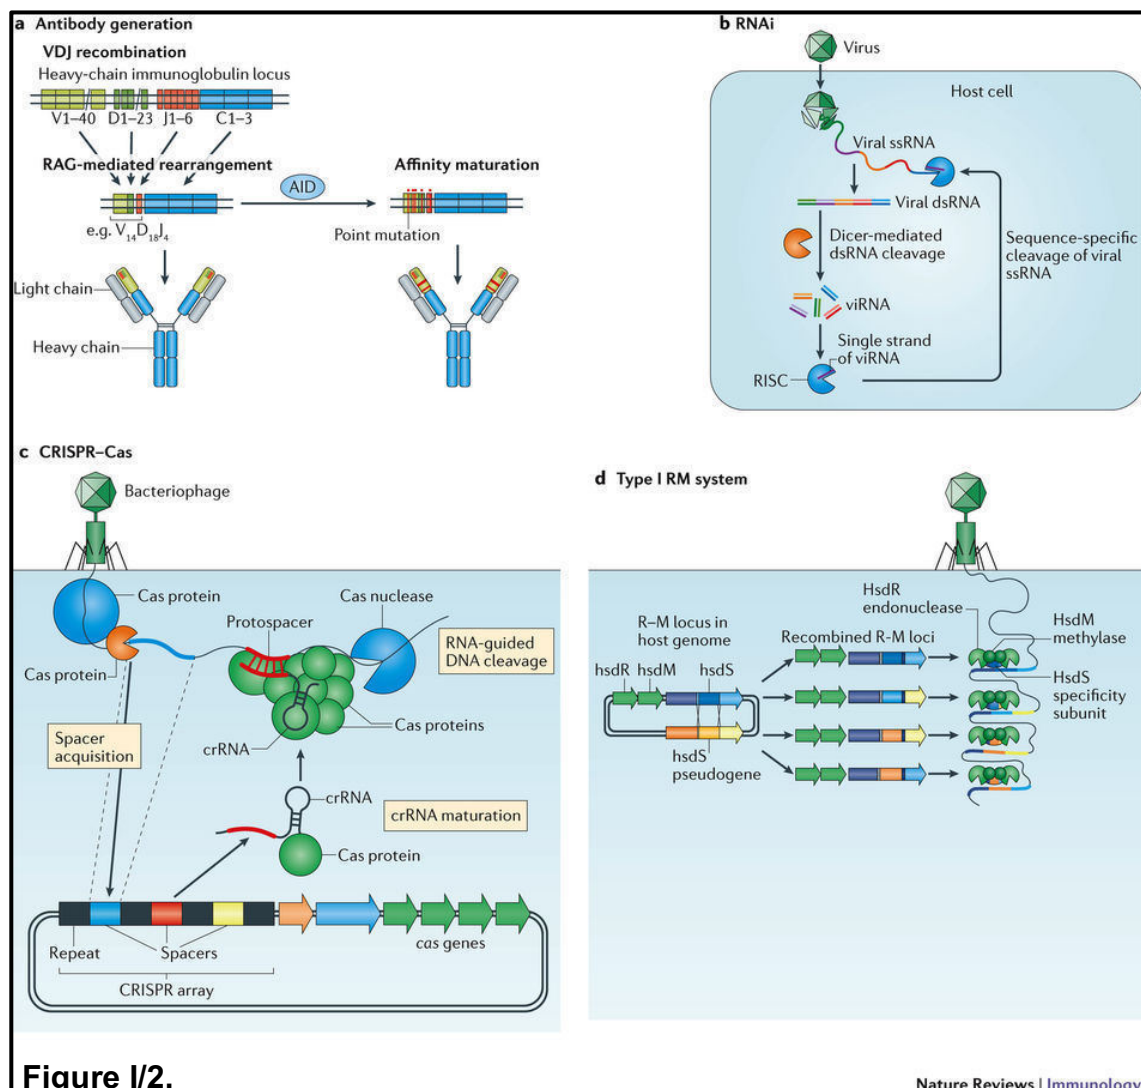 a Antibody generation
VDJ recombination
Heavy-chain immunoglobulin locus
V1–40 D1–23 J1–6 C1–3
RAG-mediated rearrangement
e.g. V14D18J4
AID
Affinity maturation
Point mutation
Light chain
Heavy chain
b RNAi
Virus
Host cell
Viral ssRNA
Viral dsRNA
Dicer-mediated
dsRNA cleavage
Sequence-specific
cleavage of viral
ssRNA
viRNA
Single strand
of viRNA
RISC
c CRISPR–Cas
Bacteriophage
Cas protein
Cas protein
Protospacer
Cas nuclease
RNA-guided
DNA cleavage
Cas proteins
crRNA
Spacer
acquisition
crRNA
crRNA maturation
Cas protein
Repeat
Spacers
cas genes
CRISPR array
d Type I RM system
HsdR
endonuclease
HsdM
methylase
HsdS
specificity
subunit
R–M locus in
host genome
Recombined R-M loci
hsdR hsdM hsdS
hsdS
pseudogene
Figure I/2.
Nature Reviews | Immunology